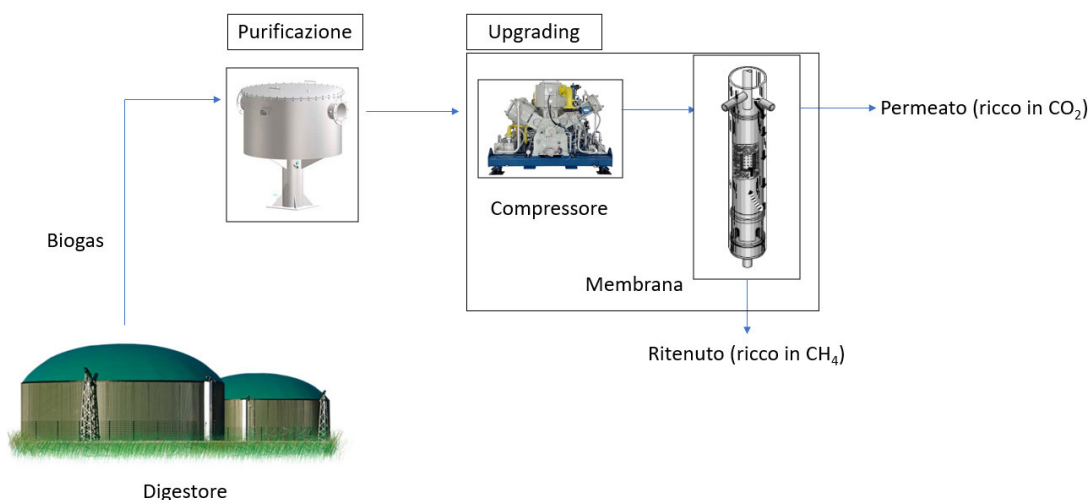 Purificazione
Upgrading
Permeato (ricco in CO₂)
Compressore
Biogas
Membrana
Ritenuto (ricco in CH₄)
Digestore